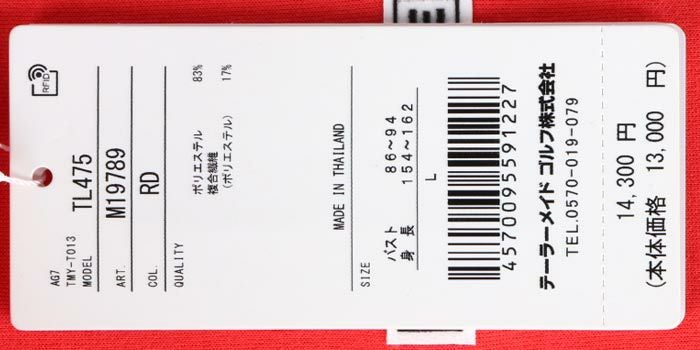 RFID
AG7
TMY-T013
MODEL TL475
ART. M19789
COL. RD
QUALITY
ポリエステル 83%
複合繊維 17%
(ポリエステル)
MADE IN THAILAND
SIZE
バスト 86~94
身長 154~162
L
4570095591227
テーラーメイド ゴルフ株式会社
TEL.0570-019-079
14,300 円
(本体価格 13,000 円)